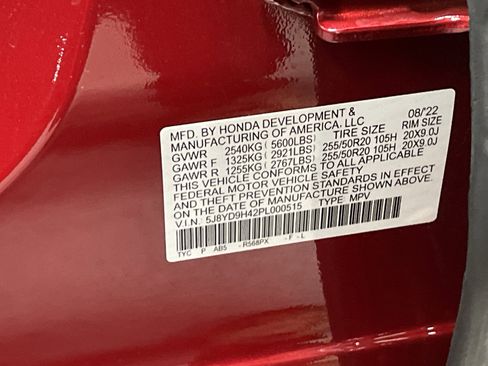 MFD. BY HONDA DEVELOPMENT & 08/'22
MANUFACTURING OF AMERICA, LLC
TIRE SIZE RIM SIZE
GVWR 2540KG ( 5600LBS)
GAWR F 1325KG ( 2921LBS) 255/50R20 105H 20X9.0J
GAWR R 1255KG ( 2767LBS) 255/50R20 105H 20X9.0J
THIS VEHICLE CONFORMS TO ALL APPLICABLE
FEDERAL MOTOR VEHICLE SAFETY
AND THEFT PREVENTION STANDARDS IN EFFECT
ON THE DATE OF MANUFACTURE SHOWN ABOVE.
V.I.N. 5J8YD9H42PL000515 TYPE: MPV
TYC P AB5 - R568PX - F - L